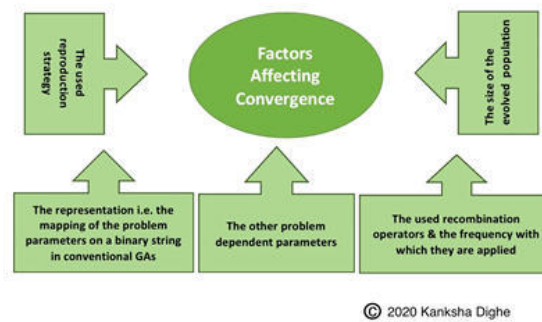 Factors
Affecting
Convergence
The used
reproduction
strategy
The size of the
evolved population
The representation i.e. the
mapping of the problem
parameters on a binary string
in conventional GAs
The other problem
dependent parameters
The used recombination
operators & the frequency with
which they are applied
© 2020 Kanksha Dighe